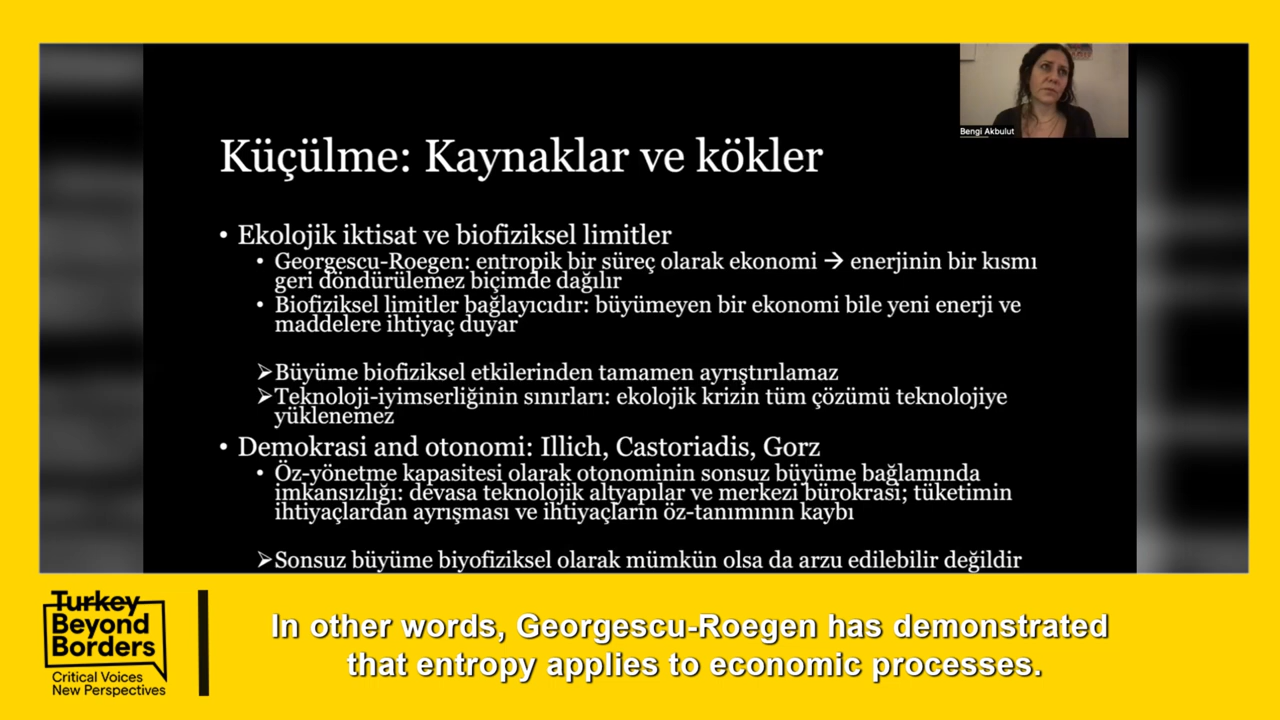 Bengi Akbulut
Küçülme: Kaynaklar ve kökler
• Ekolojik iktisat ve biofiziksel limitler
• Georgescu-Roegen: entropik bir süreç olarak ekonomi → enerjinin bir kısmı
geri döndürülemez biçimde dağılır
• Biofiziksel limitler bağlayıcıdır: büyümeyen bir ekonomi bile yeni enerji ve
maddelere ihtiyaç duyar
➢Büyüme biofiziksel etkilerinden tamamen ayrıştırılamaz
➢Teknoloji-iyimserliğinin sınırları: ekolojik krizin tüm çözümü teknolojiye
yüklenemez
• Demokrasi and otonomi: Illich, Castoriadis, Gorz
• Öz-yönetme kapasitesi olarak otonominin sonsuz büyüme bağlamında
imkansızlığı: devasa teknolojik altyapılar ve merkezi bürokrasi; tüketimin
ihtiyaçlardan ayrışması ve ihtiyaçların öz-tanımının kaybı
➢Sonsuz büyüme biyofiziksel olarak mümkün olsa da arzu edilebilir değildir
Turkey
Beyond
Borders
Critical Voices
New Perspectives
In other words, Georgescu-Roegen has demonstrated
that entropy applies to economic processes.